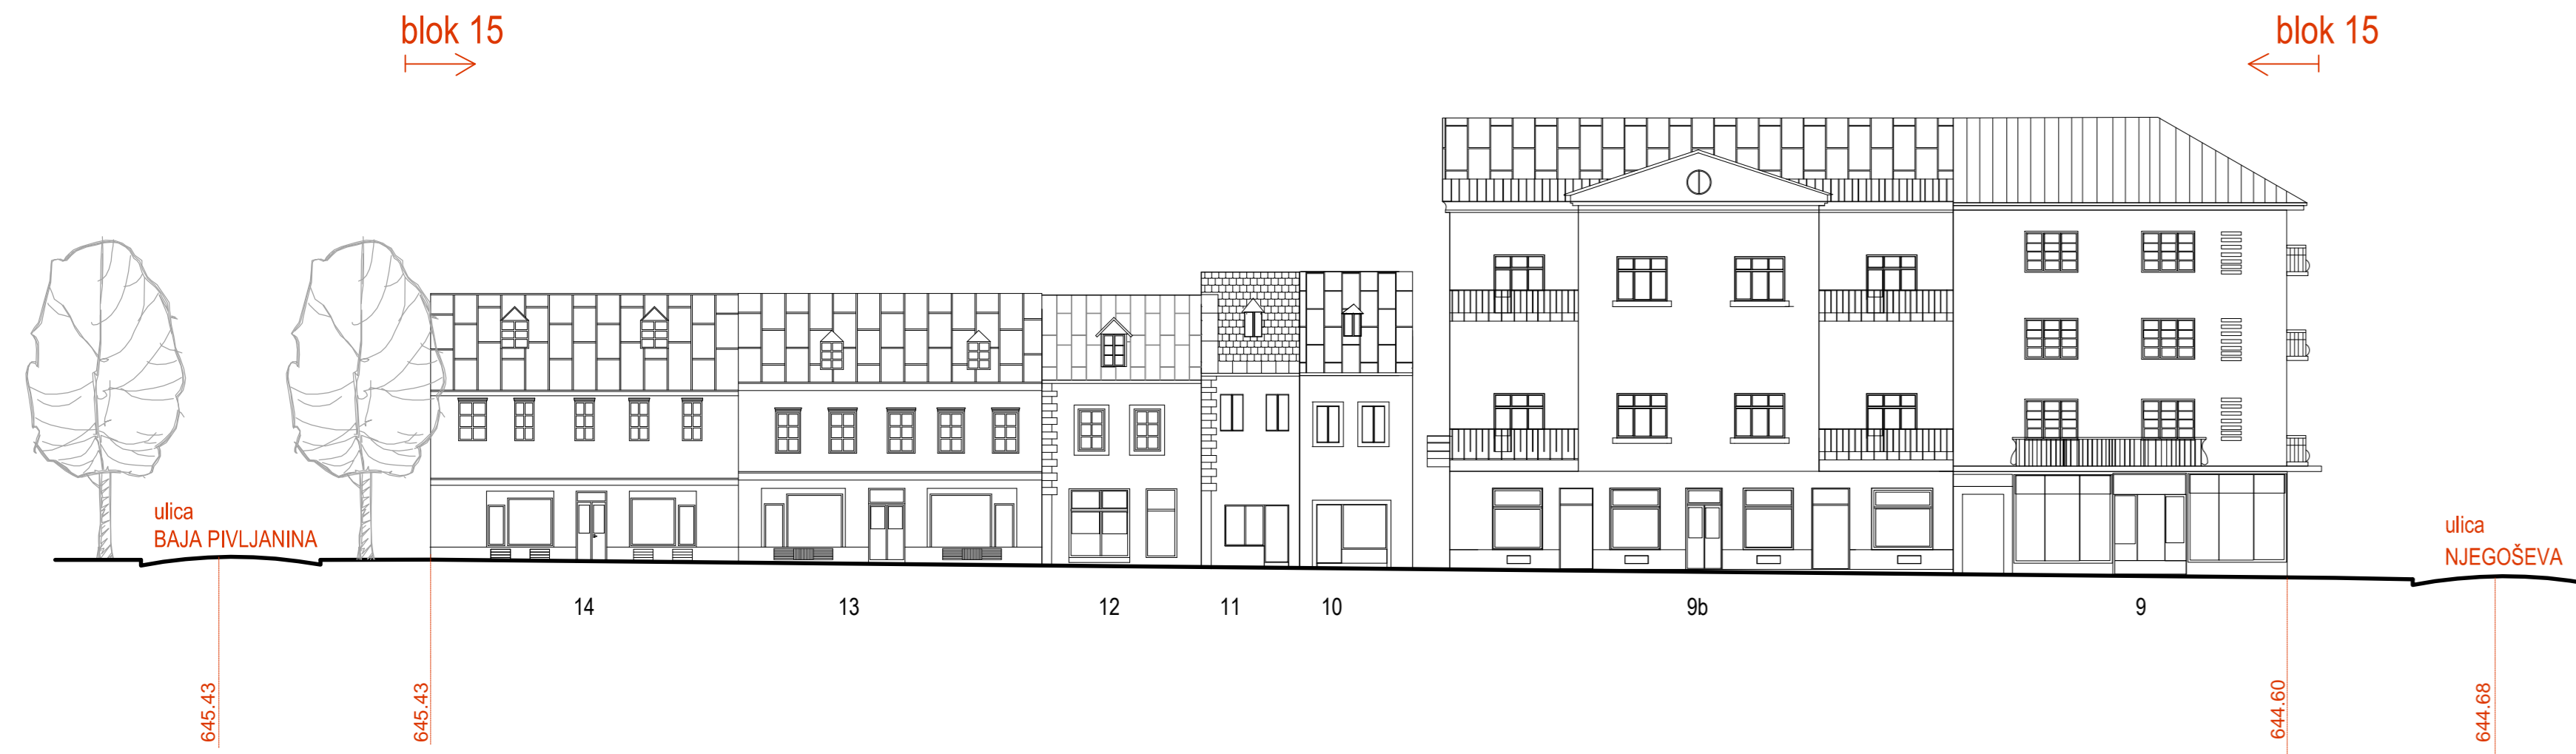 blok 15
blok 15
ulica
BAJA PIVLJANINA
ulica
NJEGOŠEVA
14
13
12
11
10
9b
9
645.43
645.43
644.60
644.68